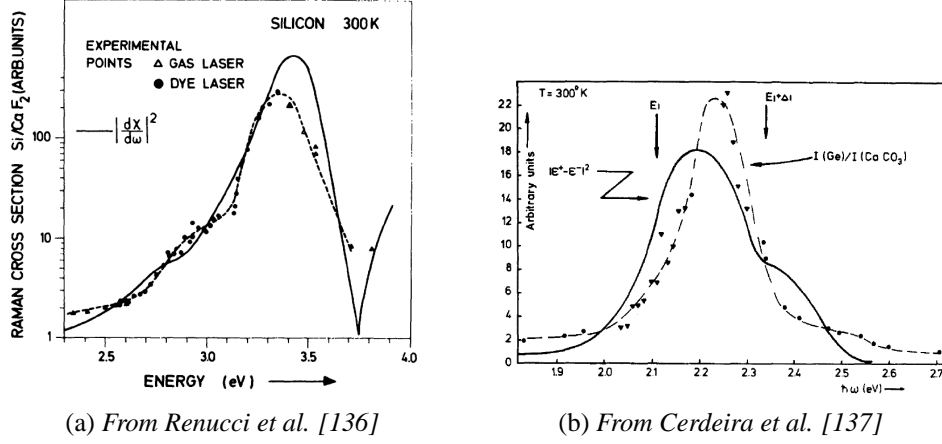 SILICON 300K
EXPERIMENTAL
POINTS ▲ GAS LASER
● DYE LASER
|dχ/dω|²
100
10
1
2.5 3.0 3.5 4.0
ENERGY (eV)
RAMAN CROSS SECTION Si/CaF₂(ARB.UNITS)
(a) From Renucci et al. [136]
T=300°K
E₁
E₁+Δ₁
|Ɛ⁺-Ɛ⁻|²
I(Ge)/I(CaCO₃)
Arbitrary units
22
20
18
16
14
12
10
8
6
4
2
0
1.9 2.0 2.1 2.2 2.3 2.4 2.5 2.6 2.7
ħω(eV)
(b) From Cerdeira et al. [137]